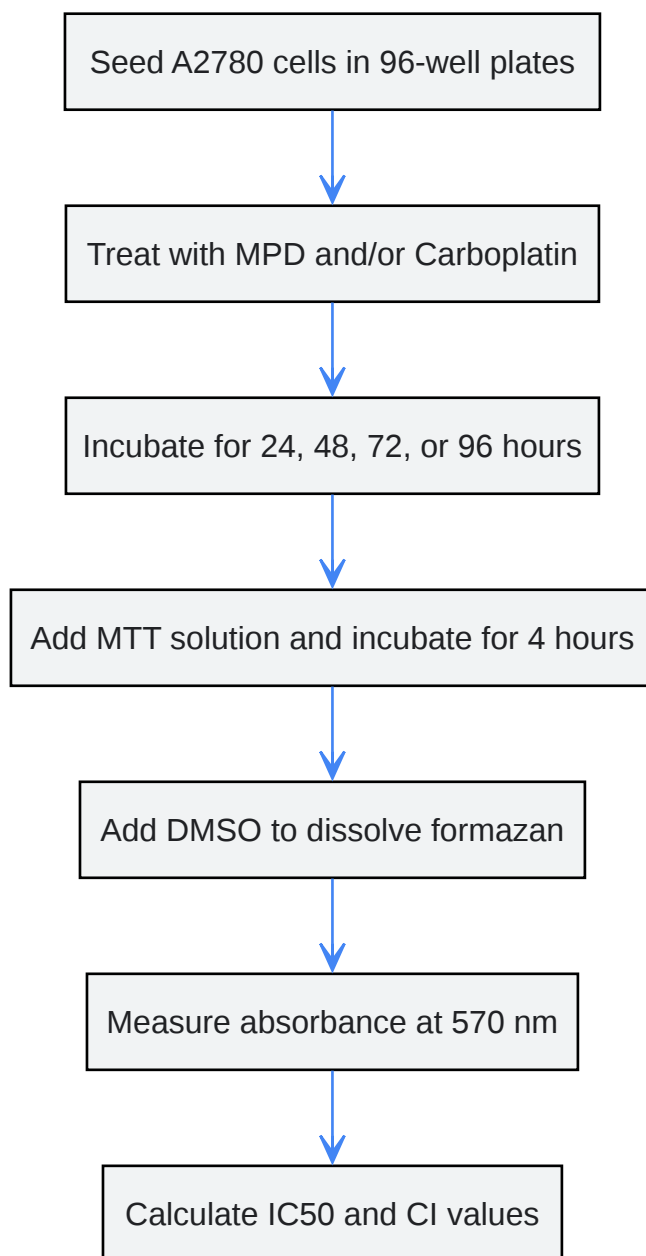 Seed A2780 cells in 96-well plates
Treat with MPD and/or Carboplatin
Incubate for 24, 48, 72, or 96 hours
Add MTT solution and incubate for 4 hours
Add DMSO to dissolve formazan
Measure absorbance at 570 nm
Calculate IC50 and CI values